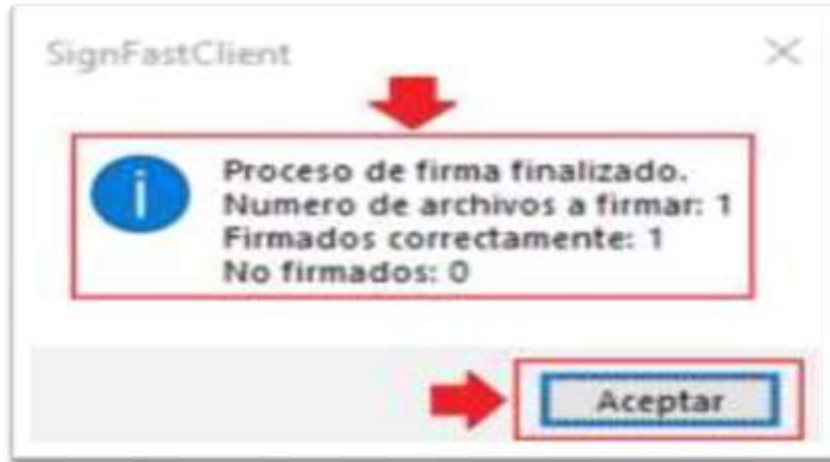 SignFastClient
Proceso de firma finalizado.
Numero de archivos a firmar: 1
Firmados correctamente: 1
No firmados: 0
Aceptar